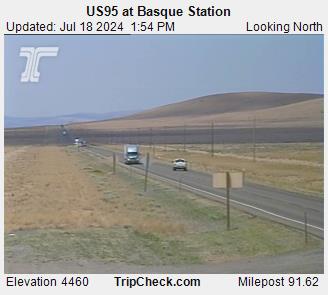 US95 at Basque Station
Updated: Jul 18 2024 1:54 PM Looking North
Elevation 4460 TripCheck.com Milepost 91.62